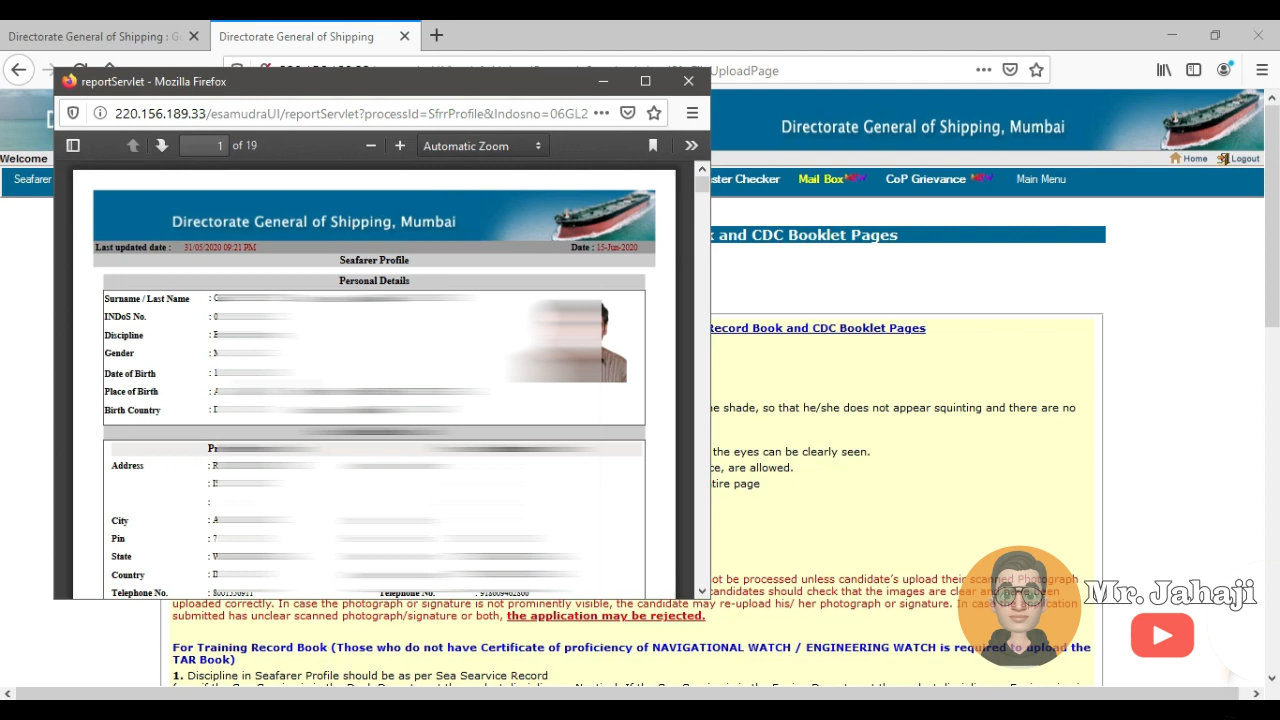 Directorate General of Shipping : G
Directorate General of Shipping
UploadPage
reportServlet - Mozilla Firefox
220.156.189.33/esamudraUI/reportServlet?processId=SfrrProfile&Indosno=06GL2
1 of 19
Automatic Zoom
Directorate General of Shipping, Mumbai
Home
Logout
Welcome
Seafarer
ster Checker
Mail Box
CoP Grievance
Main Menu
Directorate General of Shipping, Mumbai
Last updated date : 31/05/2020 09:21 PM
Date : 15-Jun-2020
Seafarer Profile
Personal Details
Surname / Last Name :
INDoS No. :
Discipline :
Gender :
Date of Birth :
Place of Birth :
Birth Country :
Address :
:
:
City :
Pin :
State :
Country :
Telephone No. :
Telephone No. :
and CDC Booklet Pages
Record Book and CDC Booklet Pages
shade, so that he/she does not appear squinting and there are no
the eyes can be clearly seen.
are allowed.
page
be processed unless candidate's upload their scanned Photograph
candidates should check that the images are clear and have been
uploaded correctly. In case the photograph or signature is not prominently visible, the candidate may re-upload his/ her photograph or signature. In case the application
submitted has unclear scanned photograph/signature or both, the application may be rejected.
For Training Record Book (Those who do not have Certificate of proficiency of NAVIGATIONAL WATCH / ENGINEERING WATCH is required to upload the
TAR Book)
1. Discipline in Seafarer Profile should be as per Sea Searvice Record
Mr. Jahaji